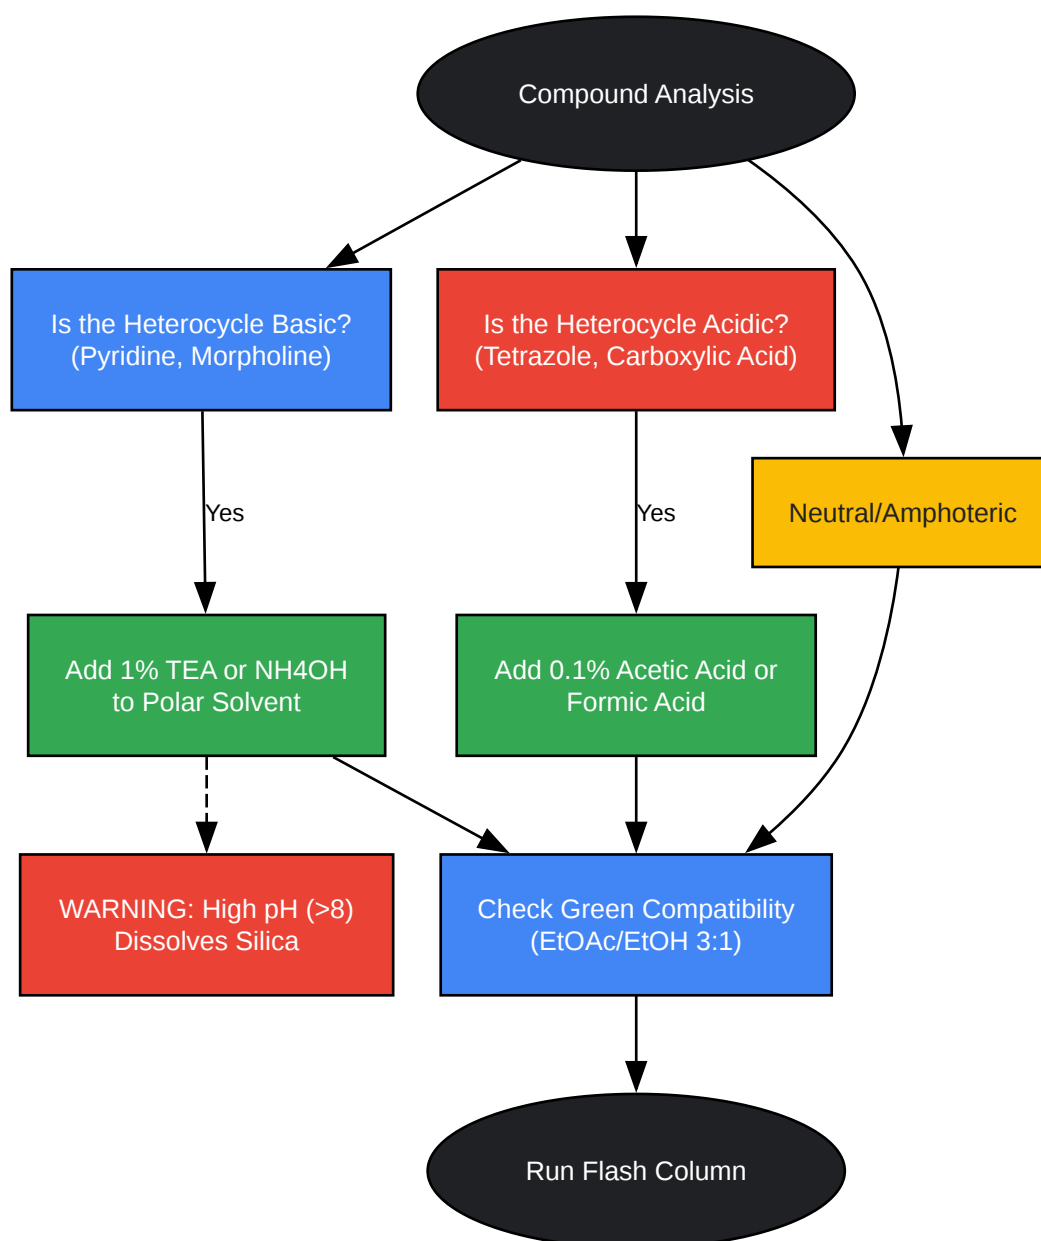 Compound Analysis
Is the Heterocycle Basic?
(Pyridine, Morpholine)
Is the Heterocycle Acidic?
(Tetrazole, Carboxylic Acid)
Neutral/Amphoteric
Yes
Yes
Add 1% TEA or NH4OH
to Polar Solvent
Add 0.1% Acetic Acid or
Formic Acid
WARNING: High pH (>8)
Dissolves Silica
Check Green Compatibility
(EtOAc/EtOH 3:1)
Run Flash Column